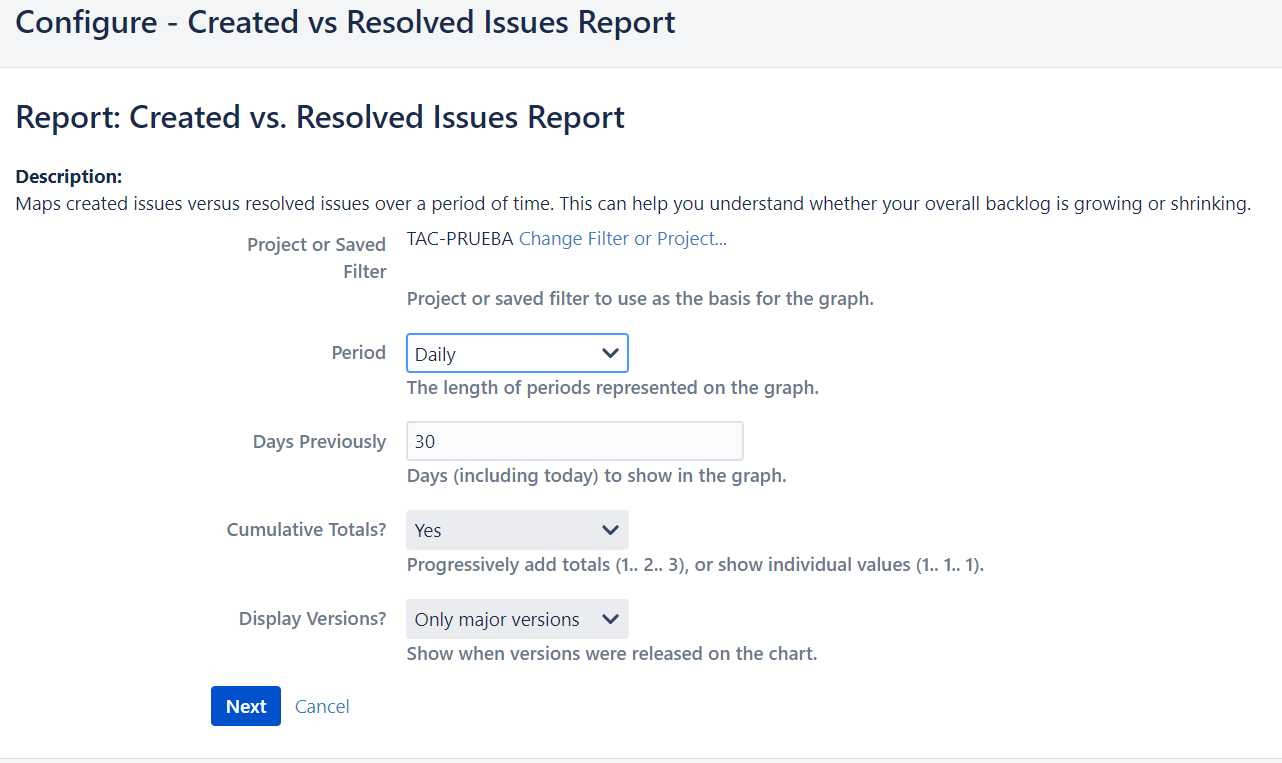 Configure - Created vs Resolved Issues Report
Report: Created vs. Resolved Issues Report
Description:
Maps created issues versus resolved issues over a period of time. This can help you understand whether your overall backlog is growing or shrinking.
Project or Saved Filter
TAC-PRUEBA Change Filter or Project...
Project or saved filter to use as the basis for the graph.
Period
Daily
The length of periods represented on the graph.
Days Previously
30
Days (including today) to show in the graph.
Cumulative Totals?
Yes
Progressively add totals (1.. 2.. 3), or show individual values (1.. 1.. 1).
Display Versions?
Only major versions
Show when versions were released on the chart.
Next
Cancel